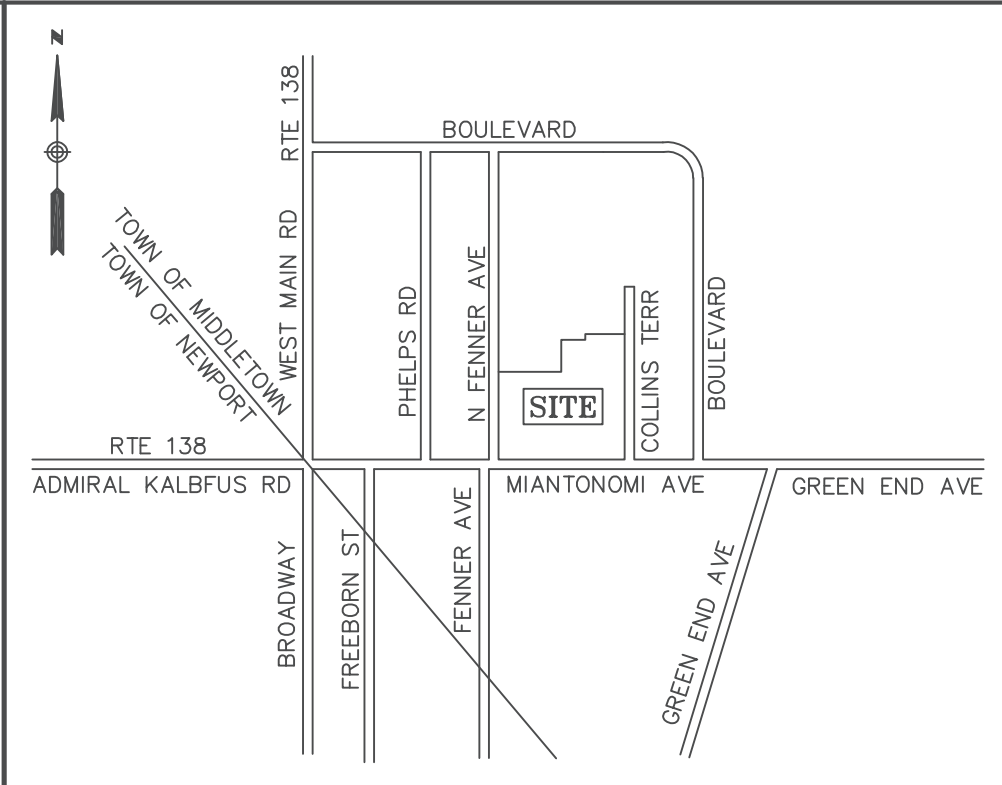 N
RTE 138
BOULEVARD
TOWN OF MIDDLETOWN
TOWN OF NEWPORT
WEST MAIN RD
PHELPS RD
N FENNER AVE
SITE
COLLINS TERR
BOULEVARD
RTE 138
ADMIRAL KALBFUS RD
MIANTONOMI AVE
GREEN END AVE
BROADWAY
FREEBORN ST
FENNER AVE
GREEN END AVE